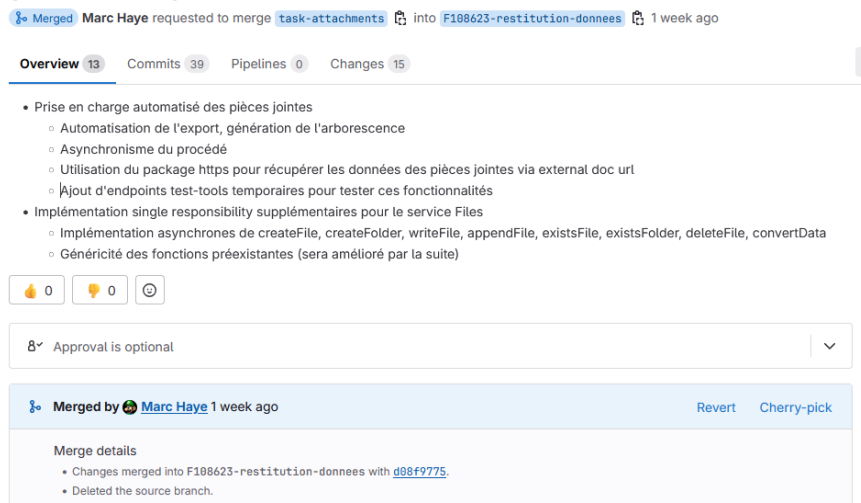 Merged Marc Haye requested to merge task-attachments into F108623-restitution-donnees 1 week ago
Overview 13 Commits 39 Pipelines 0 Changes 15
• Prise en charge automatisé des pièces jointes
◦ Automatisation de l'export, génération de l'arborescence
◦ Asynchronisme du procédé
◦ Utilisation du package https pour récupérer les données des pièces jointes via external doc url
◦ Ajout d'endpoints test-tools temporaires pour tester ces fonctionnalités
• Implémentation single responsibility supplémentaires pour le service Files
◦ Implémentation asynchrones de createFile, createFolder, writeFile, appendFile, existsFile, existsFolder, deleteFile, convertData
◦ Généricité des fonctions préexistantes (sera amélioré par la suite)
👍 0 👎 0
Approval is optional
Merged by Marc Haye 1 week ago Revert Cherry-pick
Merge details
• Changes merged into F108623-restitution-donnees with d08f9775.
• Deleted the source branch.